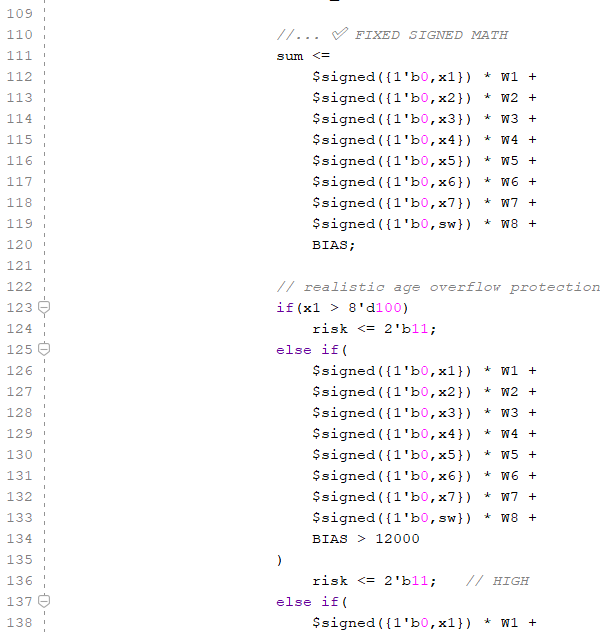 109
110 //... ✅ FIXED SIGNED MATH
111 sum <=
112 $signed({1'b0,x1}) * W1 +
113 $signed({1'b0,x2}) * W2 +
114 $signed({1'b0,x3}) * W3 +
115 $signed({1'b0,x4}) * W4 +
116 $signed({1'b0,x5}) * W5 +
117 $signed({1'b0,x6}) * W6 +
118 $signed({1'b0,x7}) * W7 +
119 $signed({1'b0,sw}) * W8 +
120 BIAS;
121
122 // realistic age overflow protection
123 if(x1 > 8'd100)
124 risk <= 2'b11;
125 else if(
126 $signed({1'b0,x1}) * W1 +
127 $signed({1'b0,x2}) * W2 +
128 $signed({1'b0,x3}) * W3 +
129 $signed({1'b0,x4}) * W4 +
130 $signed({1'b0,x5}) * W5 +
131 $signed({1'b0,x6}) * W6 +
132 $signed({1'b0,x7}) * W7 +
133 $signed({1'b0,sw}) * W8 +
134 BIAS > 12000
135 )
136 risk <= 2'b11; // HIGH
137 else if(
138 $signed({1'b0,x1}) * W1 +